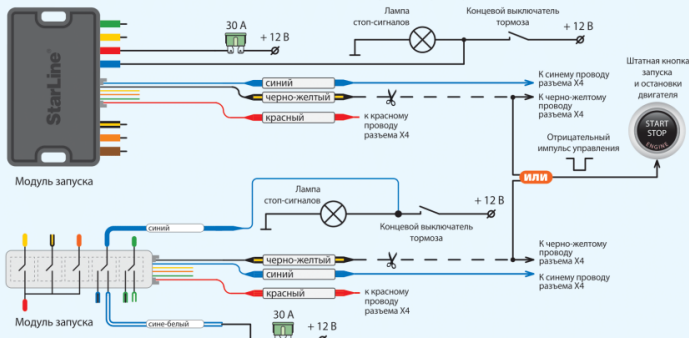 StarLine®
Модуль запуска
30 А
+ 12 В
Лампа
стоп-сигналов
Концевой выключатель
тормоза
+ 12 В
синий
черно-желтый
красный
к красному
проводу
разъема Х4
К синему проводу
разъема Х4
К черно-желтому
проводу
разъема Х4
Штатная кнопка
запуска
и остановки
двигателя
START
STOP
ENGINE
Отрицательный
импульс управления
ИЛИ
Лампа
стоп-сигналов
+ 12 В
Концевой выключатель
тормоза
синий
черно-желтый
синий
красный
к красному
проводу
разъема Х4
К черно-желтому проводу
разъема Х4
К синему проводу
разъема Х4
Модуль запуска
сине-белый
30 А
+ 12 В